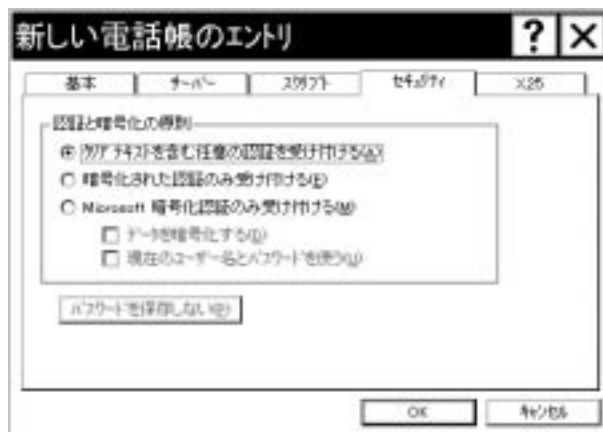 新しい電話帳のエントリ
基本 サーバー スクリプト セキュリティ X.25
認証と暗号化の原則
クリア テキストを含む任意の認証を受け付ける(A)
暗号化された認証のみ受け付ける(E)
Microsoft 暗号化認証のみ受け付ける(M)
データを暗号化する(D)
現在のユーザー名とパスワードを使う(U)
パスワードを保存しない(P)
OK キャンセル